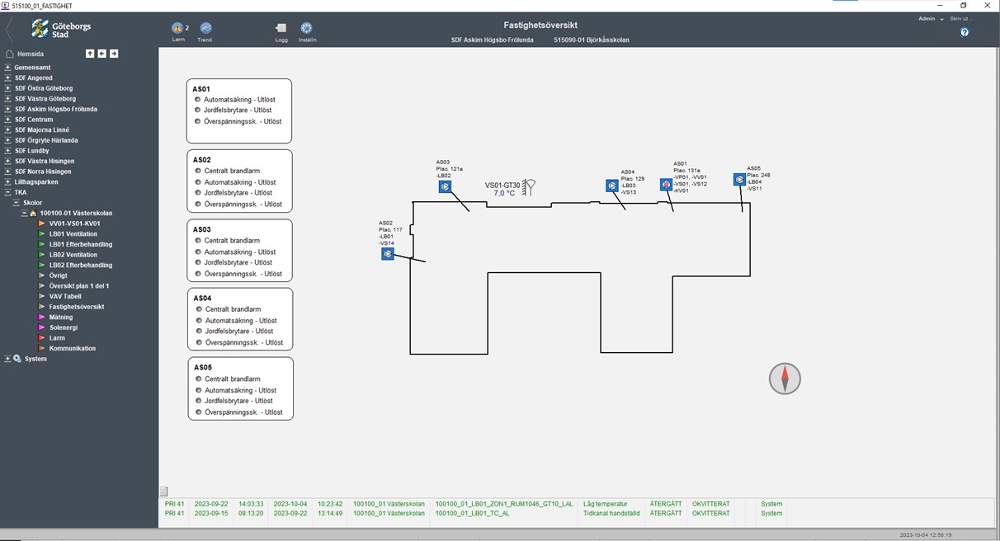 515100_01_FASTIGHET
Göteborgs
Stad
2
Larm
Trend
Logg
Inställn.
Fastighetsöversikt
SDF Askim Högsbo Frölunda 515090-01 Björkåsskolan
Admin
Skriv ut ...
Hemsida
Gemensamt
SDF Angered
SDF Östra Göteborg
SDF Västra Göteborg
SDF Askim Högsbo Frölunda
SDF Centrum
SDF Majorna Linné
SDF Örgryte Härlanda
SDF Lundby
SDF Västra Hisingen
SDF Norra Hisingen
Lillhagsparken
TKA
Skolor
100100-01 Västerskolan
VV01-VS01-KV01
LB01 Ventilation
LB01 Efterbehandling
LB02 Ventilation
LB02 Efterbehandling
Övrigt
Översikt plan 1 del 1
VAV Tabell
Fastighetsöversikt
Mätning
Solenergi
Larm
Kommunikation
System
AS01
Automatsäkring - Utlöst
Jordfelsbrytare - Utlöst
Överspänningssk. - Utlöst
AS02
Centralt brandlarm
Automatsäkring - Utlöst
Jordfelsbrytare - Utlöst
Överspänningssk. - Utlöst
AS03
Centralt brandlarm
Automatsäkring - Utlöst
Jordfelsbrytare - Utlöst
Överspänningssk. - Utlöst
AS04
Centralt brandlarm
Automatsäkring - Utlöst
Jordfelsbrytare - Utlöst
Överspänningssk. - Utlöst
AS05
Centralt brandlarm
Automatsäkring - Utlöst
Jordfelsbrytare - Utlöst
Överspänningssk. - Utlöst
AS02
Plac. 117
-LB01
-VS14
AS03
Plac. 121a
-LB02
VS01-GT30
7,0 °C
AS04
Plac. 129
-LB03
-VS13
AS01
Plac. 131a
-VP01, -VV01
-VS01, -VS12
-KV01
AS05
Plac. 248
-LB04
-VS11
PRI 41 2023-09-22 14:03:33 2023-10-04 10:23:42 100100_01 Västerskolan 100100_01_LB01_ZON1_RUM1046_GT10_LAL Låg temperatur ÅTERGÅTT OKVITTERAT System
PRI 41 2023-09-15 08:13:20 2023-09-22 13:14:49 100100_01 Västerskolan 100100_01_LB01_TC_AL Tidkanal handställd ÅTERGÅTT OKVITTERAT System
2023-10-04 12:50:19